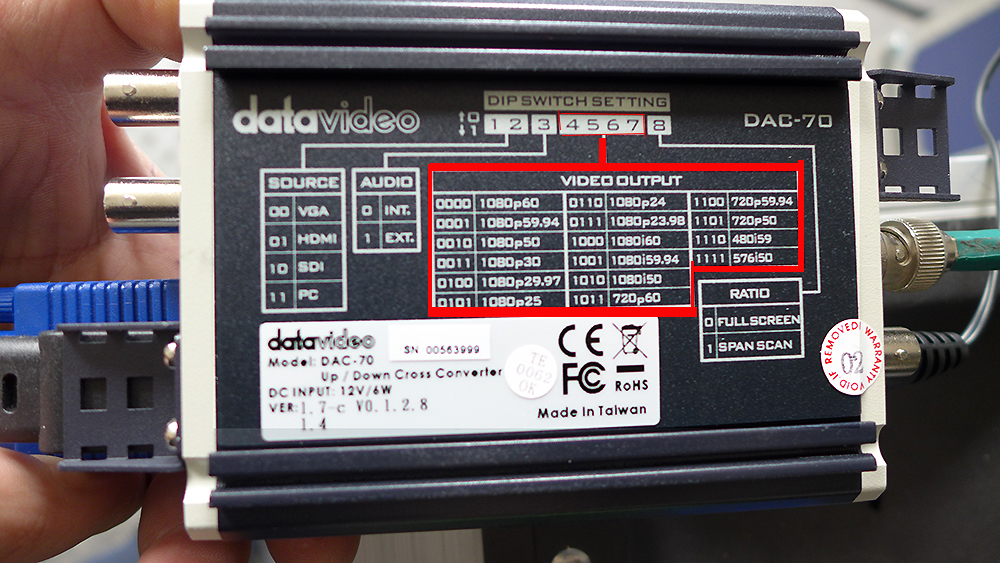 datavideo
DIP SWITCH SETTING
↑0
↓1
1 2 3 4 5 6 7 8
DAC-70
SOURCE
00 VGA
01 HDMI
10 SDI
11 PC
AUDIO
0 INT.
1 EXT.
VIDEO OUTPUT
0000 1080p60 0110 1080p24 1100 720p59.94
0001 1080p59.94 0111 1080p23.98 1101 720p50
0010 1080p50 1000 1080i60 1110 480i59
0011 1080p30 1001 1080i59.94 1111 576i50
0100 1080p29.97 1010 1080i50
0101 1080p25 1011 720p60
RATIO
0 FULL SCREEN
1 SPAN SCAN
datavideo
SN 00563999
Model: DAC-70
Up / Down Cross Converter
DC INPUT: 12V/6W
VER: 1.7-c V0.1.2.8
1.4
TE
0062
OK
CE
FC
RoHS
Made In Taiwan
WARRANTY VOID IF REMOVED
02